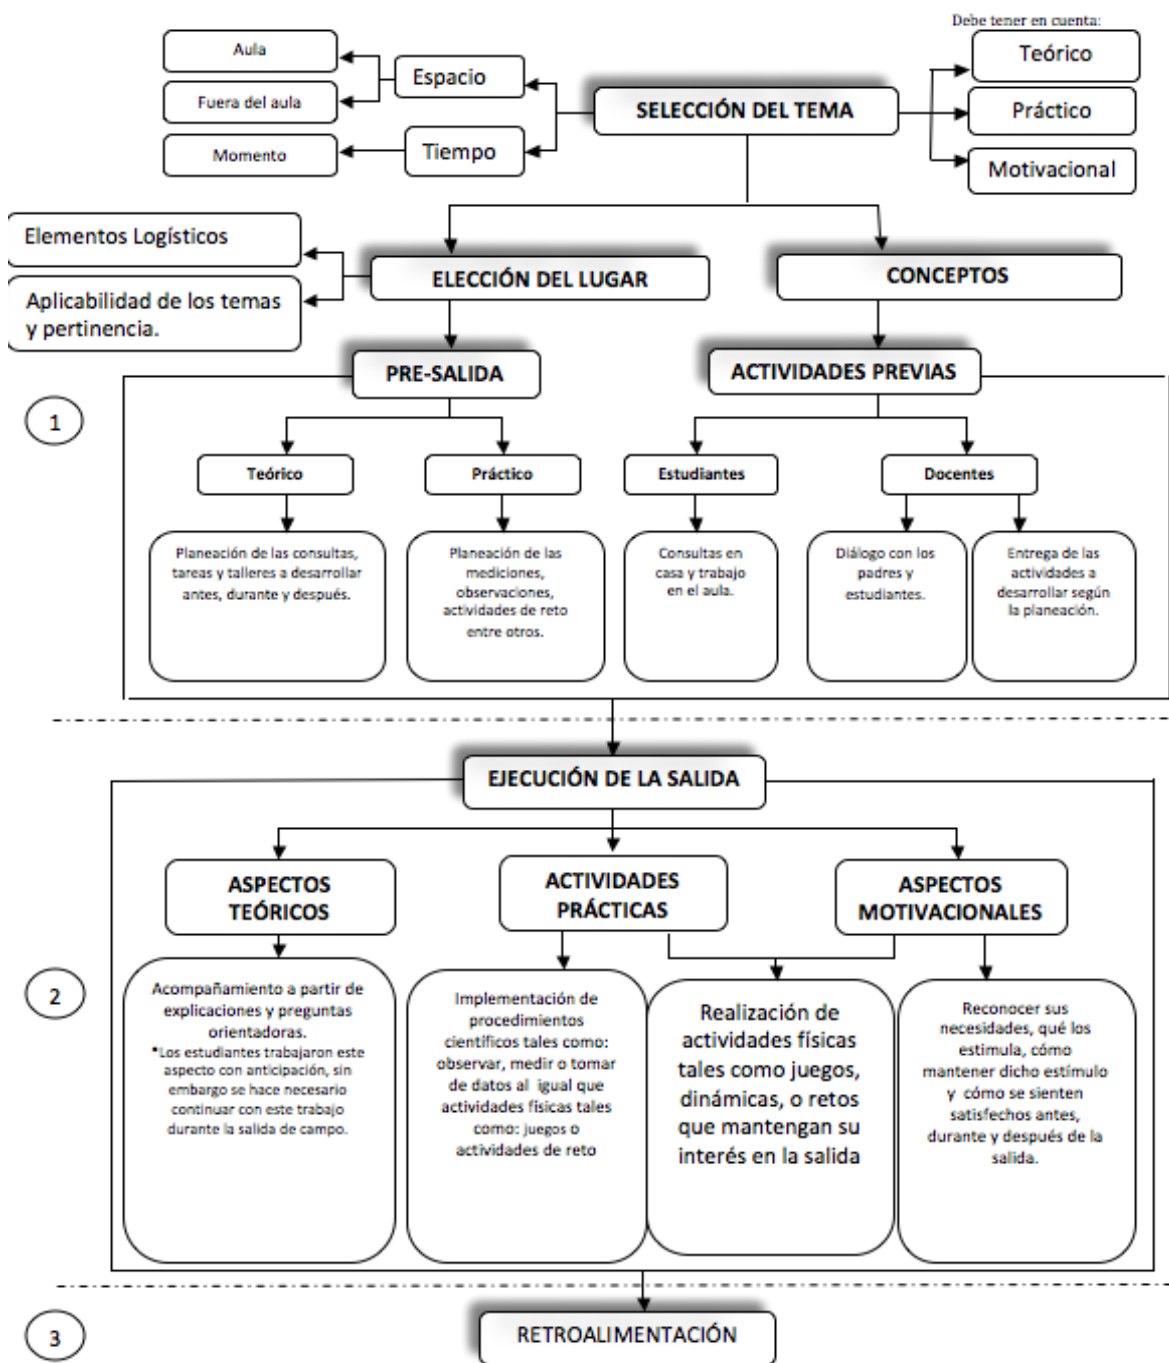 Debe tener en cuenta:
Aula
Espacio
Fuera del aula
Momento
Tiempo
SELECCIÓN DEL TEMA
Teórico
Práctico
Motivacional
Elementos Logísticos
Aplicabilidad de los temas
y pertinencia.
ELECCIÓN DEL LUGAR
CONCEPTOS
PRE-SALIDA
ACTIVIDADES PREVIAS
1
Teórico
Práctico
Estudiantes
Docentes
Planeación de las consultas,
tareas y talleres a desarrollar
antes, durante y después.
Planeación de las
mediciones,
observaciones,
actividades de reto
entre otros.
Consultas en
casa y trabajo
en el aula.
Diálogo con los
padres y
estudiantes.
Entrega de las
actividades a
desarrollar según
la planeación.
EJECUCIÓN DE LA SALIDA
ASPECTOS
TEÓRICOS
ACTIVIDADES
PRÁCTICAS
ASPECTOS
MOTIVACIONALES
2
Acompañamiento a partir de
explicaciones y preguntas
orientadoras.
*Los estudiantes trabajaron este
aspecto con anticipación, sin
embargo se hace necesario
continuar con este trabajo
durante la salida de campo.
Implementación de
procedimientos
científicos tales como:
observar, medir o tomar
de datos al igual que
actividades físicas tales
como: juegos o
actividades de reto
Realización de
actividades físicas
tales como juegos,
dinámicas, o retos
que mantengan su
interés en la salida
Reconocer sus
necesidades, qué los
estimula, cómo
mantener dicho estímulo
y cómo se sienten
satisfechos antes,
durante y después de la
salida.
3
RETROALIMENTACIÓN